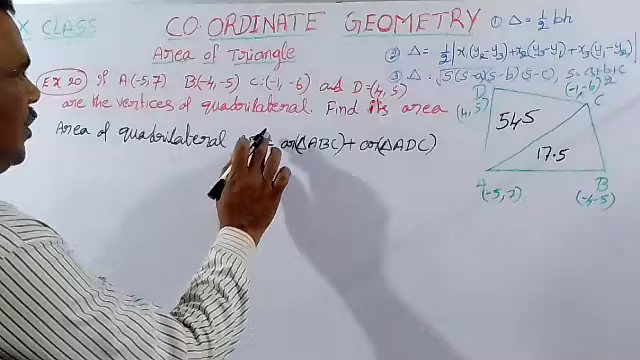 X CLASS CO-ORDINATE GEOMETRY
Area of Triangle
① Δ = 1/2 bh
② Δ = 1/2 |x1(y2-y3)+x2(y3-y1)+x3(y1-y2)|
③ Δ = √S(S-a)(S-b)(S-c), S = a+b+c/2
EX 20 If A(-5,7) B(-4,-5) C:(-1,-6) and D=(4,5)
are the vertices of quadrilateral. Find its area
Area of quadrilateral = ar(ΔABC)+ar(ΔADC)
D
(4,5)
(-1,-6)
C
54.5
17.5
A
(-5,7)
B
(-4-5)